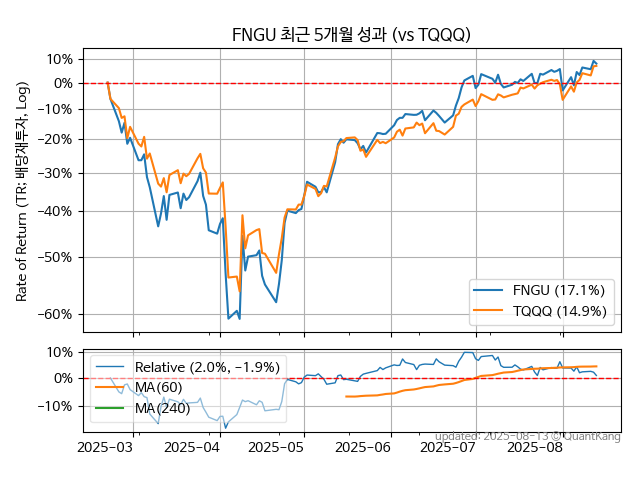 FNGU 최근 5개월 성과 (vs TQQQ)
Rate of Return (TR: 배당재투자, Log)
10%
0%
−10%
−20%
−30%
−40%
−50%
−60%
FNGU (17.1%)
TQQQ (14.9%)
10%
0%
−10%
Relative (2.0%, −1.9%)
MA(60)
MA(240)
2025−03
2025−04
2025−05
2025−06
2025−07
2025−08
updated: 2025−08−13 © QuantKang